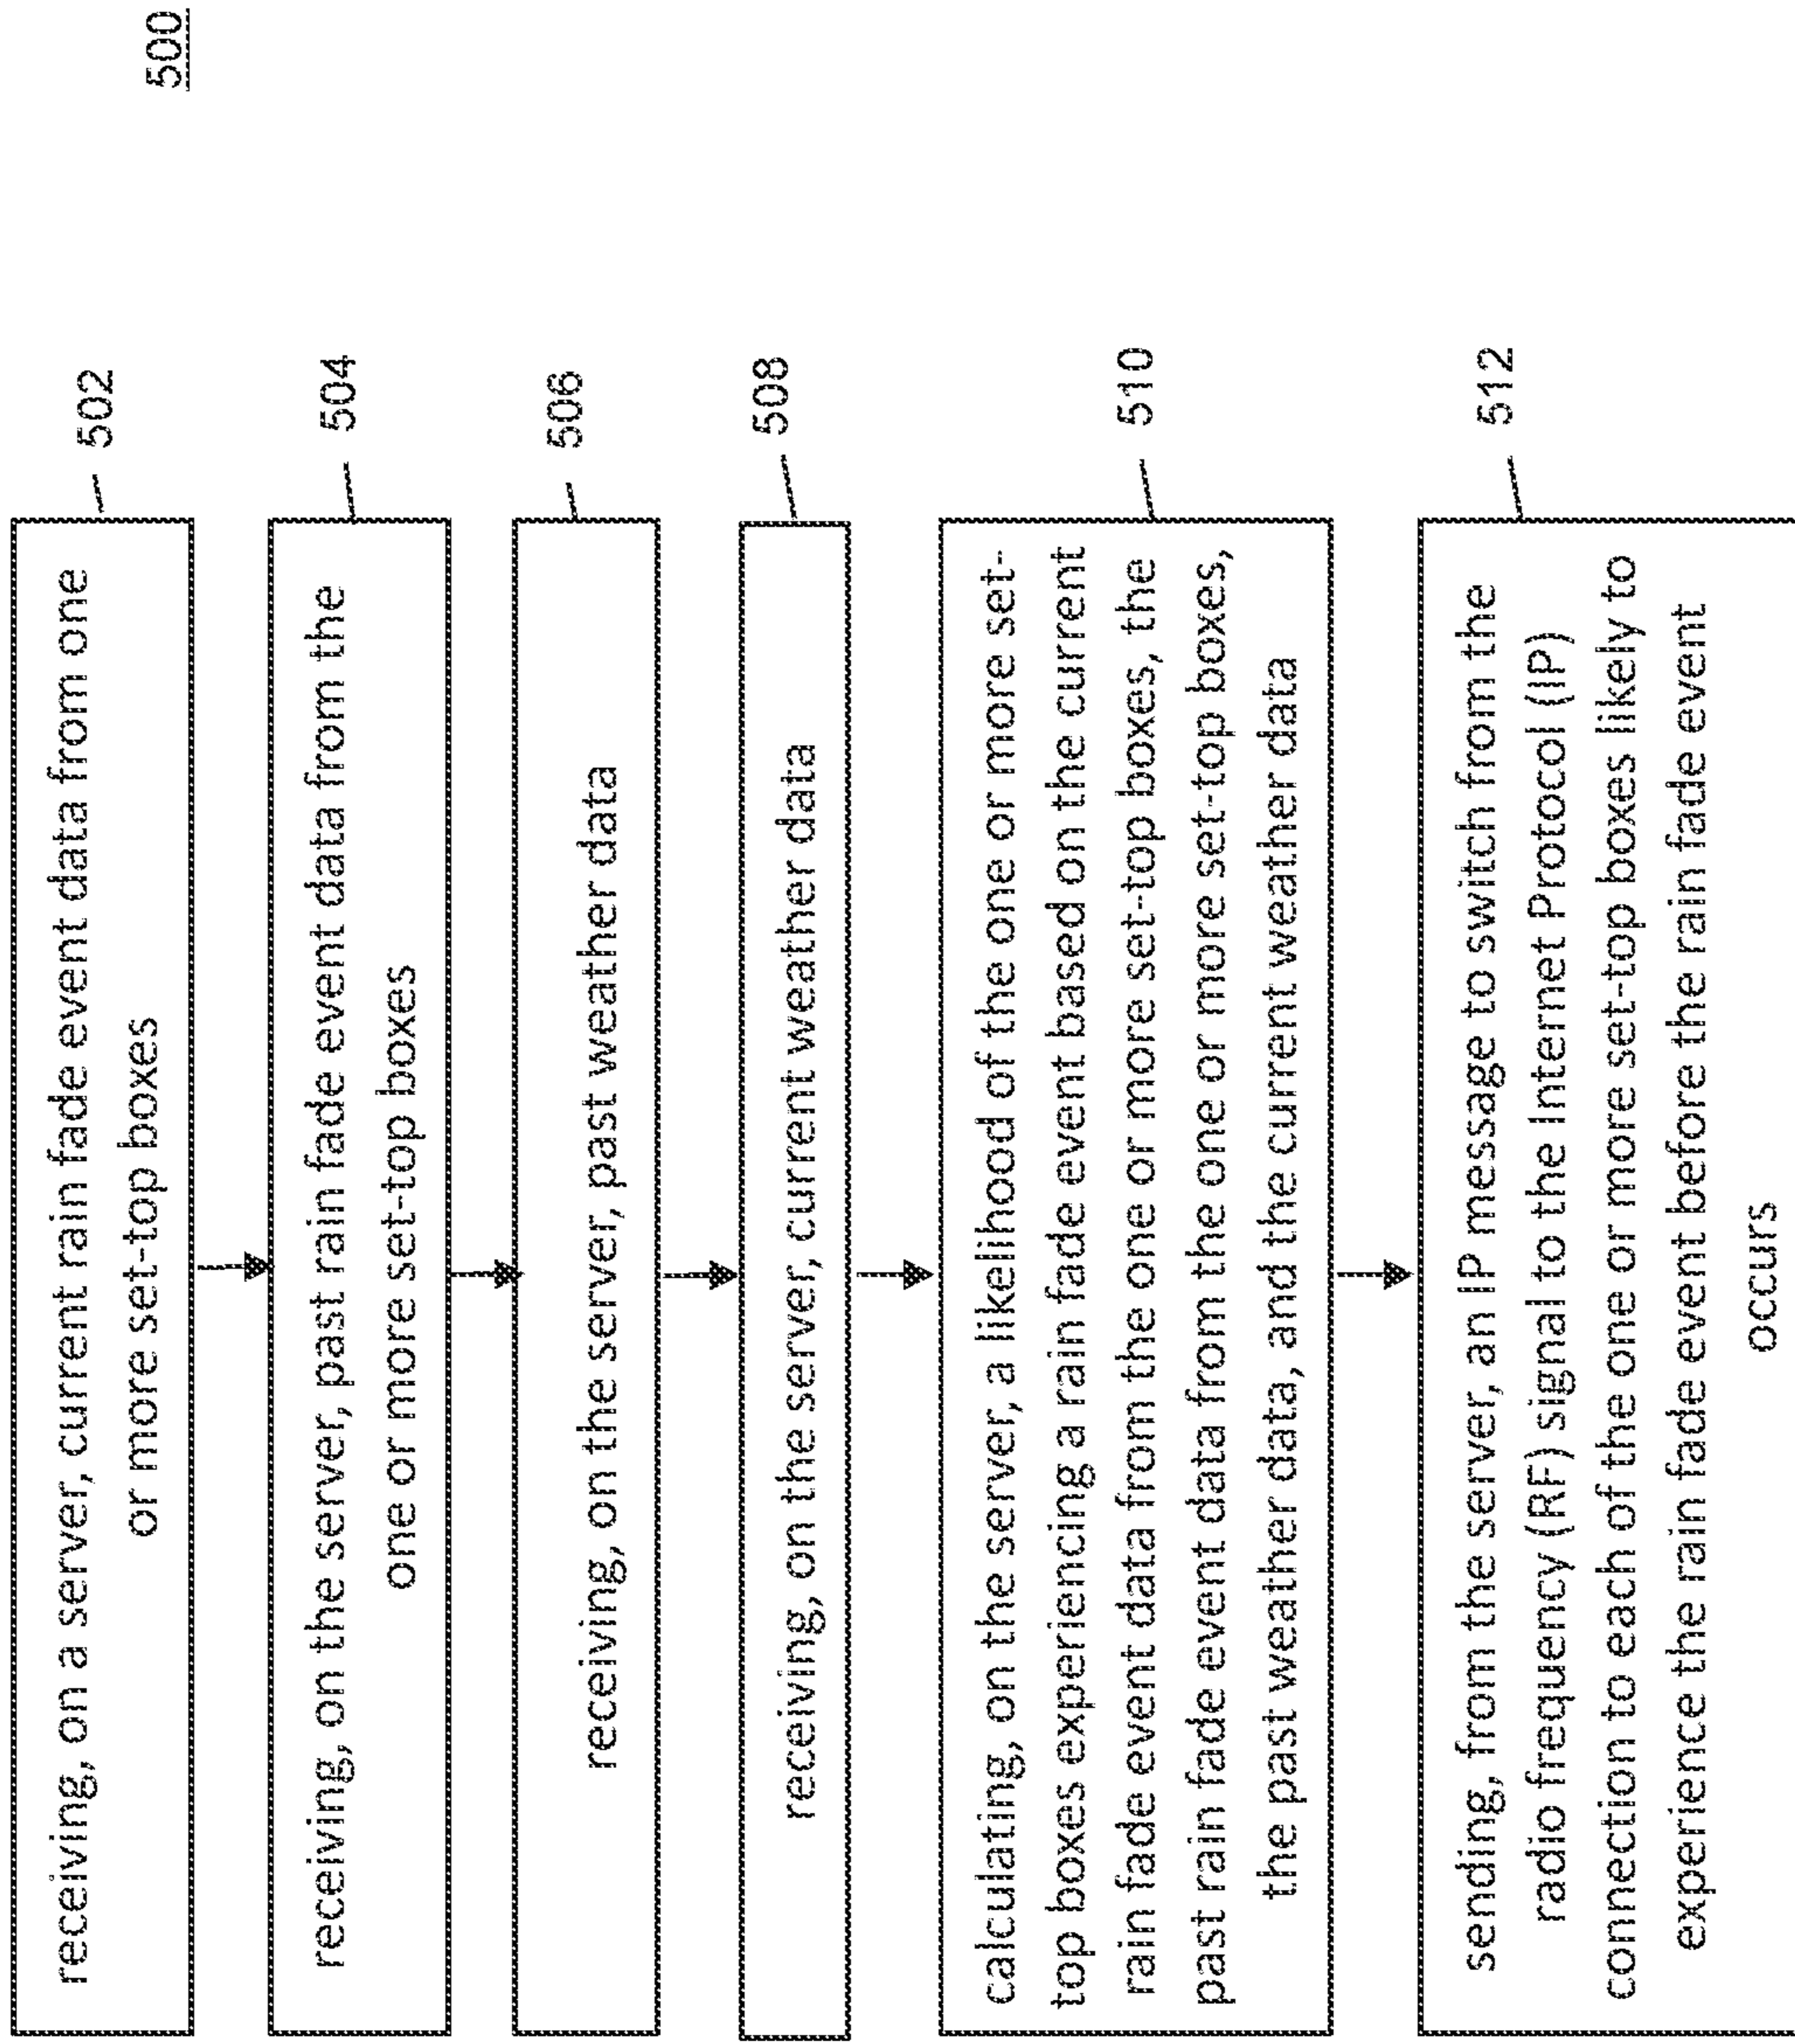 500
receiving, on a server, current rain fade event data from one
or more set-top boxes
502
receiving, on the server, past rain fade event data from the
one or more set-top boxes
504
receiving, on the server, past weather data
506
receiving, on the server, current weather data
508
calculating, on the server, a likelihood of the one or more set-
top boxes experiencing a rain fade event based on the current
rain fade event data from the one or more set-top boxes, the
past rain fade event data from the one or more set-top boxes,
the past weather data, and the current weather data
510
sending, from the server, an IP message to switch from the
radio frequency (RF) signal to the Internet Protocol (IP)
connection to each of the one or more set-top boxes likely to
experience the rain fade event before the rain fade event
occurs
512